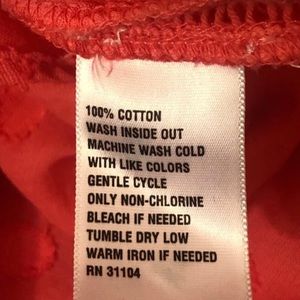 100% COTTON
WASH INSIDE OUT
MACHINE WASH COLD
WITH LIKE COLORS
GENTLE CYCLE
ONLY NON-CHLORINE
BLEACH IF NEEDED
TUMBLE DRY LOW
WARM IRON IF NEEDED
RN 31104